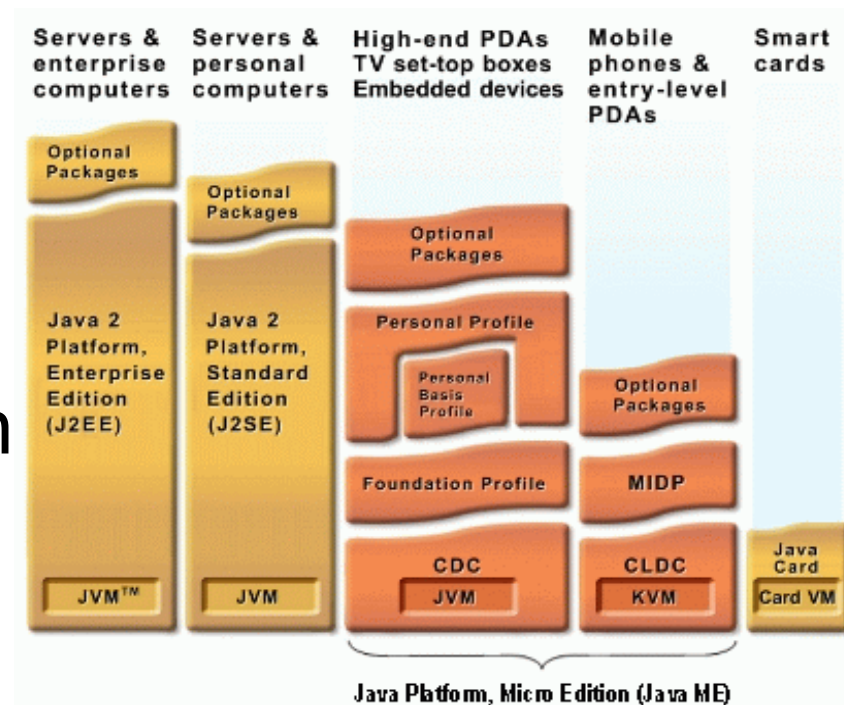 Servers &
enterprise
computers
Servers &
personal
computers
High-end PDAs
TV set-top boxes
Embedded devices
Mobile
phones &
entry-level
PDAs
Smart
cards
Optional
Packages
Java 2
Platform,
Enterprise
Edition
(J2EE)
JVM™
Optional
Packages
Java 2
Platform,
Standard
Edition
(J2SE)
JVM
Optional
Packages
Personal Profile
Personal
Basis
Profile
Foundation Profile
CDC
JVM
Optional
Packages
MIDP
CLDC
KVM
Java
Card
Card VM
Java Platform, Micro Edition (Java ME)